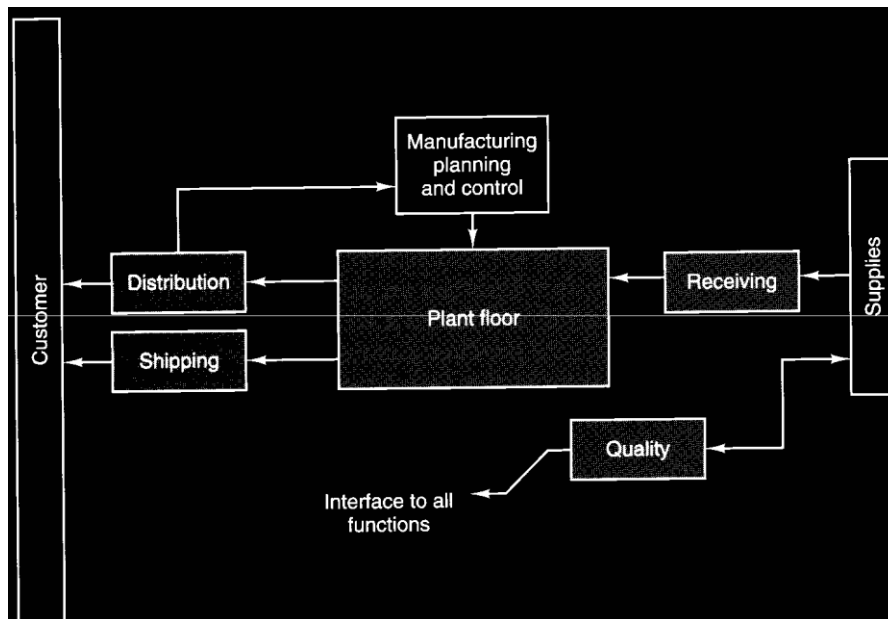 Manufacturing
planning
and control
Customer
Distribution
Shipping
Plant floor
Receiving
Supplies
Quality
Interface to all
functions